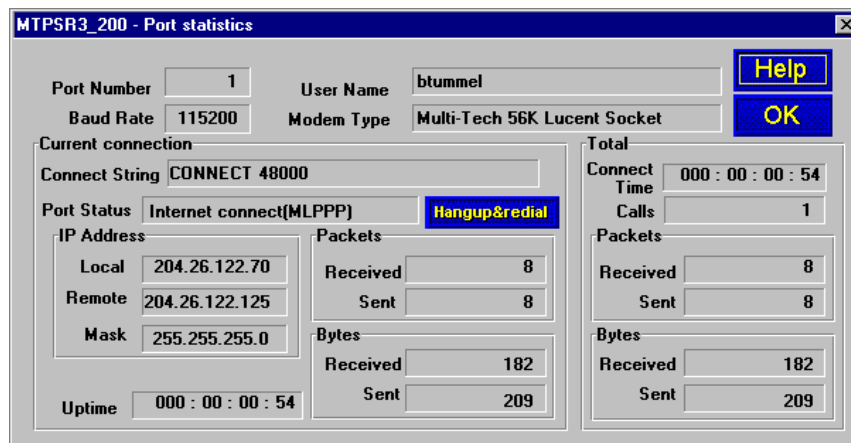 MTPSR3_200 - Port statistics
Port Number 1 User Name btummel Help
Baud Rate 115200 Modem Type Multi-Tech 56K Lucent Socket OK
Current connection
Connect String CONNECT 48000
Port Status Internet connect(MLPPP) Hangup&redial
IP Address
Local 204.26.122.70
Remote 204.26.122.125
Mask 255.255.255.0
Uptime 000 : 00 : 00 : 54
Packets
Received 8
Sent 8
Bytes
Received 182
Sent 209
Total
Connect Time 000 : 00 : 00 : 54
Calls 1
Packets
Received 8
Sent 8
Bytes
Received 182
Sent 209